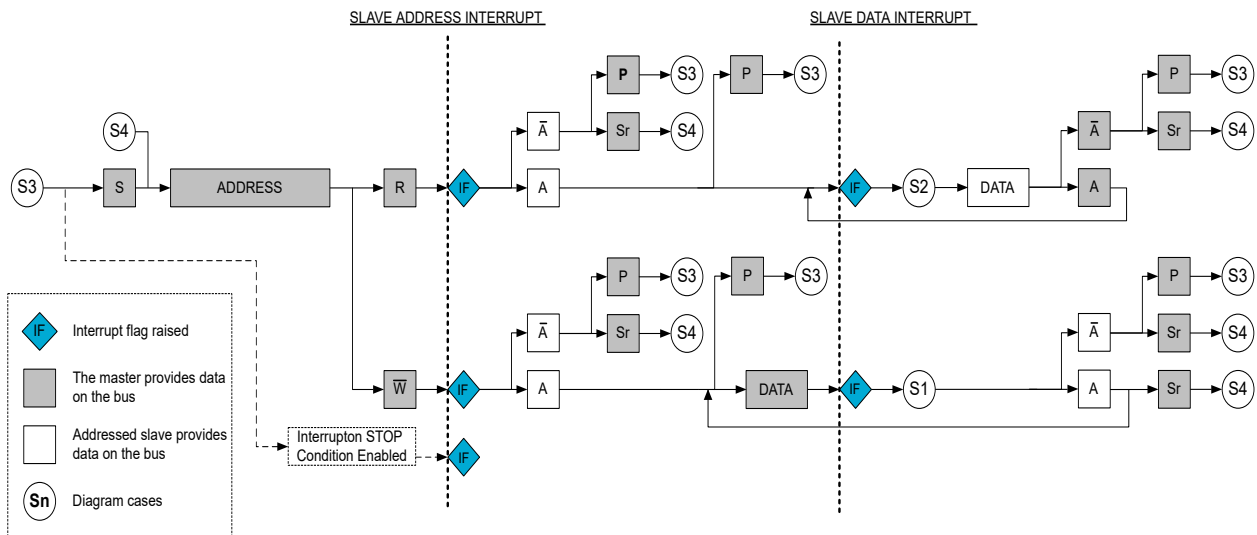 SLAVE ADDRESS INTERRUPT SLAVE DATA INTERRUPT
P S3 P S3 P S3
S4 A̅ Sr S4 A̅ Sr S4
S3 S ADDRESS R IF A IF S2 DATA A
P S3 P S3 P S3
A̅ Sr S4 A̅ Sr S4
W̅ IF A DATA IF S1 A Sr S4
Interrupton STOP
Condition Enabled
IF
IF Interrupt flag raised
The master provides data
on the bus
Addressed slave provides
data on the bus
Sn Diagram cases